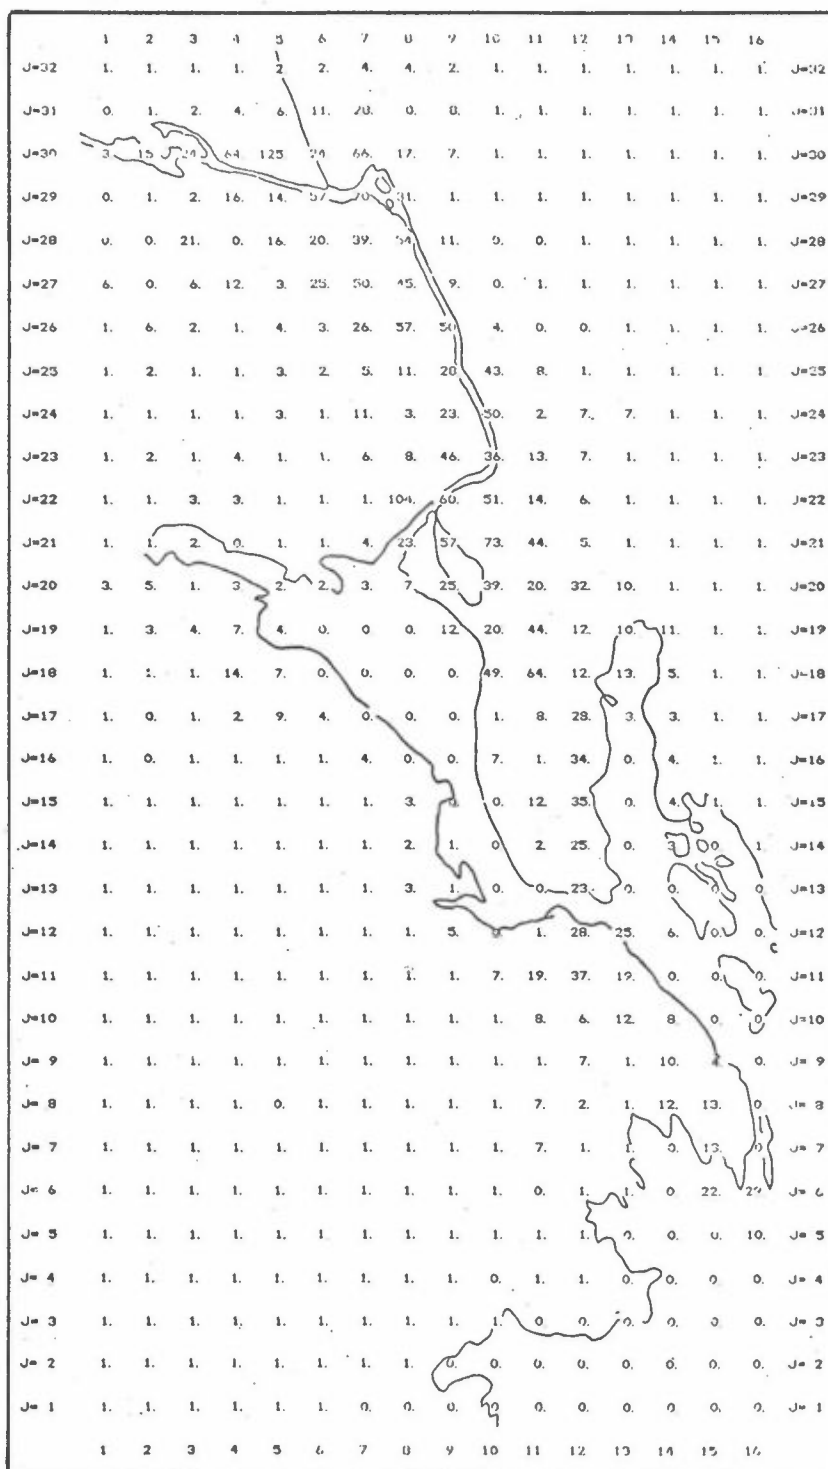 1 2 3 4 5 6 7 8 9 10 11 12 13 14 15 16
J=32 1. 1. 1. 1. 2. 2. 4. 4. 2. 1. 1. 1. 1. 1. 1. 1. J=32
J=31 0. 1. 2. 4. 6. 11. 28. 0. 8. 1. 1. 1. 1. 1. 1. 1. J=31
J=30 3. 15. 24. 64. 125. 24. 66. 17. 7. 1. 1. 1. 1. 1. 1. 1. J=30
J=29 0. 1. 2. 16. 14. 57. 70. 31. 1. 1. 1. 1. 1. 1. 1. 1. J=29
J=28 0. 0. 21. 0. 16. 20. 39. 54. 11. 0. 0. 1. 1. 1. 1. 1. J=28
J=27 6. 0. 6. 12. 3. 25. 50. 45. 9. 0. 1. 1. 1. 1. 1. 1. J=27
J=26 1. 6. 2. 1. 4. 3. 26. 57. 50. 4. 0. 0. 1. 1. 1. 1. J=26
J=25 1. 2. 1. 1. 3. 2. 5. 11. 28. 43. 8. 1. 1. 1. 1. 1. J=25
J=24 1. 1. 1. 1. 3. 1. 11. 3. 23. 50. 2. 7. 7. 1. 1. 1. J=24
J=23 1. 2. 1. 4. 1. 1. 6. 8. 46. 36. 13. 7. 1. 1. 1. 1. J=23
J=22 1. 1. 3. 3. 1. 1. 1. 104. 60. 51. 14. 6. 1. 1. 1. 1. J=22
J=21 1. 1. 2. 0. 1. 1. 4. 23. 57. 73. 44. 5. 1. 1. 1. 1. J=21
J=20 3. 5. 1. 3. 2. 2. 3. 7. 25. 39. 20. 32. 10. 1. 1. 1. J=20
J=19 1. 3. 4. 7. 4. 0. 0. 0. 12. 20. 44. 12. 10. 11. 1. 1. J=19
J=18 1. 1. 1. 14. 7. 0. 0. 0. 0. 49. 64. 12. 13. 5. 1. 1. J=18
J=17 1. 0. 1. 2. 9. 4. 0. 0. 0. 1. 8. 28. 3. 3. 1. 1. J=17
J=16 1. 0. 1. 1. 1. 1. 4. 0. 0. 7. 1. 34. 0. 4. 1. 1. J=16
J=15 1. 1. 1. 1. 1. 1. 1. 3. 0. 0. 12. 35. 0. 4. 1. 1. J=15
J=14 1. 1. 1. 1. 1. 1. 1. 2. 1. 0. 2. 25. 0. 3. 0. 1. J=14
J=13 1. 1. 1. 1. 1. 1. 1. 3. 1. 0. 0. 23. 0. 0. 0. 0. J=13
J=12 1. 1. 1. 1. 1. 1. 1. 1. 5. 0. 1. 28. 25. 6. 0. 0. J=12
J=11 1. 1. 1. 1. 1. 1. 1. 1. 1. 7. 19. 37. 19. 0. 0. 0. J=11
J=10 1. 1. 1. 1. 1. 1. 1. 1. 1. 1. 8. 6. 12. 8. 0. 0. J=10
J= 9 1. 1. 1. 1. 1. 1. 1. 1. 1. 1. 1. 7. 1. 10. 0. J= 9
J= 8 1. 1. 1. 1. 0. 1. 1. 1. 1. 1. 7. 2. 1. 12. 13. 0. J= 8
J= 7 1. 1. 1. 1. 1. 1. 1. 1. 1. 1. 7. 1. 1. 0. 13. 0. J= 7
J= 6 1. 1. 1. 1. 1. 1. 1. 1. 1. 1. 0. 1. 1. 0. 22. 29. J= 6
J= 5 1. 1. 1. 1. 1. 1. 1. 1. 1. 1. 1. 1. 0. 0. 0. 10. J= 5
J= 4 1. 1. 1. 1. 1. 1. 1. 1. 1. 0. 1. 1. 0. 0. 0. 0. J= 4
J= 3 1. 1. 1. 1. 1. 1. 1. 1. 1. 1. 0. 0. 0. 0. 0. 0. J= 3
J= 2 1. 1. 1. 1. 1. 1. 1. 1. 0. 0. 0. 0. 0. 0. 0. 0. J= 2
J= 1 1. 1. 1. 1. 1. 1. 0. 0. 0. 0. 0. 0. 0. 0. 0. 0. J= 1
1 2 3 4 5 6 7 8 9 10 11 12 13 14 15 16